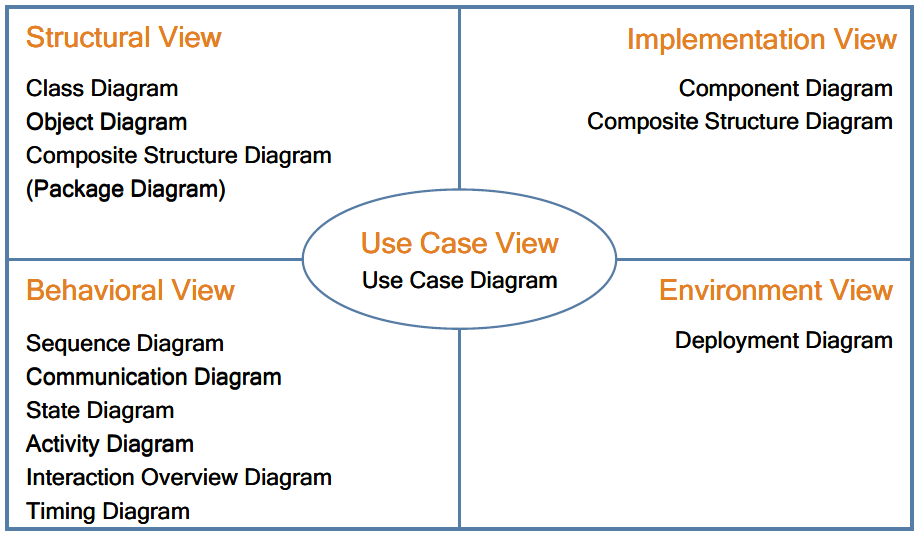 Structural View
Class Diagram
Object Diagram
Composite Structure Diagram
(Package Diagram)
Implementation View
Component Diagram
Composite Structure Diagram
Use Case View
Use Case Diagram
Behavioral View
Sequence Diagram
Communication Diagram
State Diagram
Activity Diagram
Interaction Overview Diagram
Timing Diagram
Environment View
Deployment Diagram